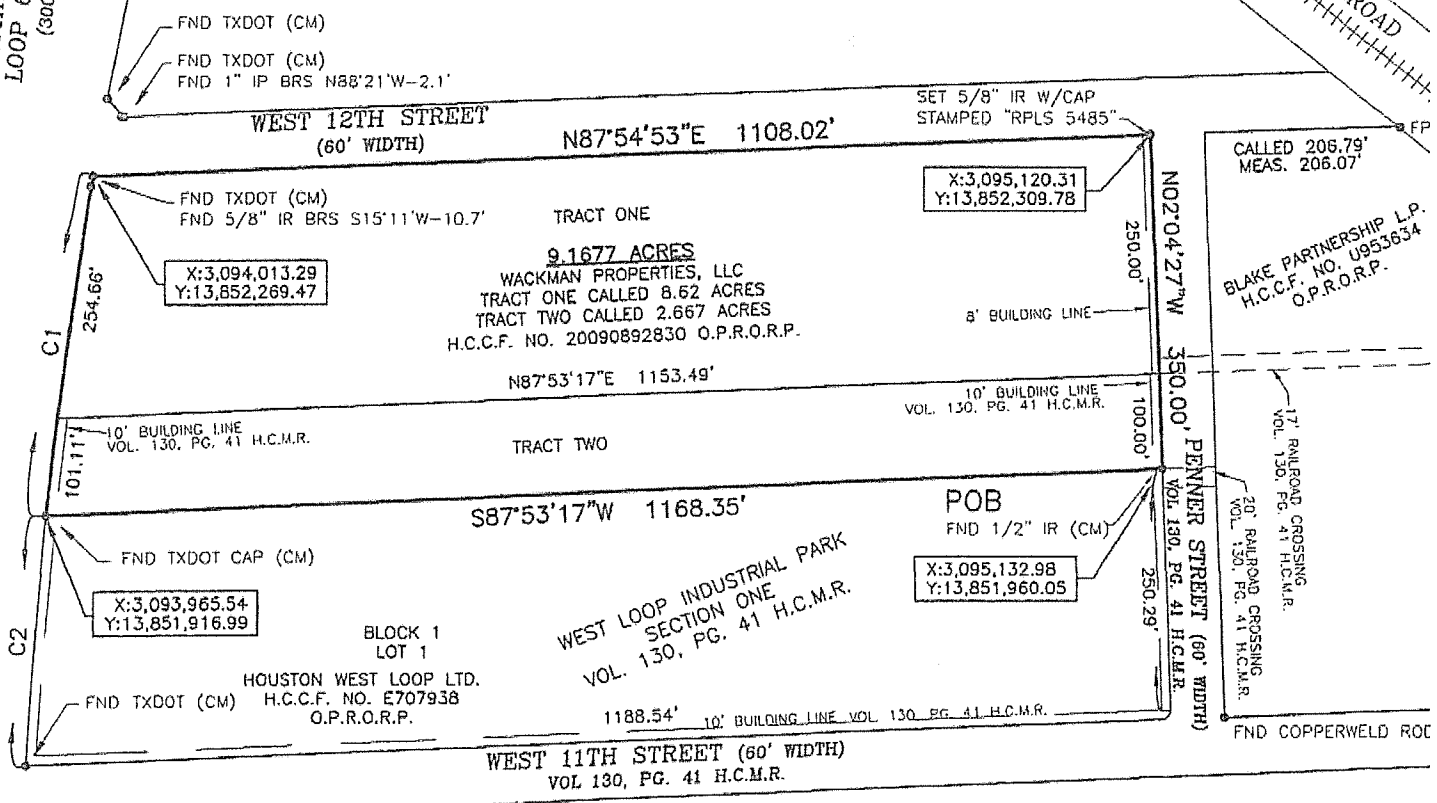 LOOP 6
(300
FND TXDOT (CM)
FND TXDOT (CM)
FND 1" IP BRS N88°21'W-2.1'
WEST 12TH STREET
(60' WIDTH)
N87°54'53"E 1108.02'
SET 5/8" IR W/CAP
STAMPED "RPLS 5485"
ROAD
FP
CALLED 206.79'
MEAS. 206.07'
BLAKE PARTNERSHIP L.P.
H.C.C.F. NO. U953634
O.P.R.O.R.P.
FND TXDOT (CM)
FND 5/8" IR BRS S15°11'W-10.7'
X:3,094,013.29
Y:13,852,269.47
254.66'
C1
TRACT ONE
9.1677 ACRES
WACKMAN PROPERTIES, LLC
TRACT ONE CALLED 8.62 ACRES
TRACT TWO CALLED 2.667 ACRES
H.C.C.F. NO. 20090892830 O.P.R.O.R.P.
X:3,095,120.31
Y:13,852,309.78
250.00'
N02°04'27"W 350.00'
8' BUILDING LINE
N87°53'17"E 1153.49'
10' BUILDING LINE
VOL. 130, PG. 41 H.C.M.R.
101.11'
TRACT TWO
10' BUILDING LINE
VOL. 130, PG. 41 H.C.M.R.
100.00'
17' RAILROAD CROSSING
VOL. 130, PG. 41 H.C.M.R.
20' RAILROAD CROSSING
VOL. 130, PG. 41 H.C.M.R.
S87°53'17"W 1168.35'
POB
FND 1/2" IR (CM)
X:3,095,132.98
Y:13,851,960.05
PENNER STREET (60' WIDTH)
VOL 130, PG. 41 H.C.M.R.
250.29'
FND TXDOT CAP (CM)
X:3,093,965.54
Y:13,851,916.99
C2
BLOCK 1
LOT 1
HOUSTON WEST LOOP LTD.
H.C.C.F. NO. E707938
O.P.R.O.R.P.
WEST LOOP INDUSTRIAL PARK
SECTION ONE
VOL. 130, PG. 41 H.C.M.R.
FND TXDOT (CM)
1188.54'
10' BUILDING LINE VOL 130 PG. 41 H.C.M.R.
FND COPPERWELD ROD
WEST 11TH STREET (60' WIDTH)
VOL 130, PG. 41 H.C.M.R.